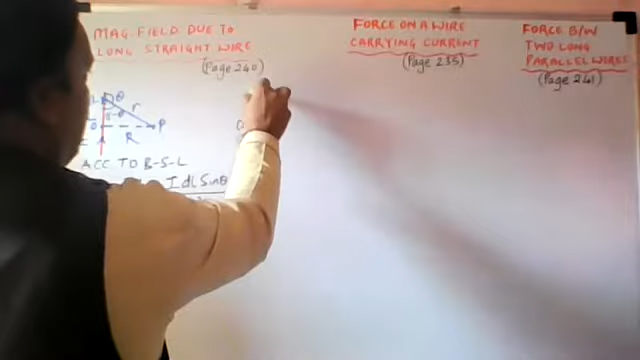 MAG. FIELD DUE TO
LONG STRAIGHT WIRE
(Page 240)
FORCE ON A WIRE
CARRYING CURRENT
(Page 235)
FORCE B/W
TWO LONG
PARALLEL WIRES
(Page 241)
θ
r
P
R
ACC TO B-S-L
I dL Sinθ